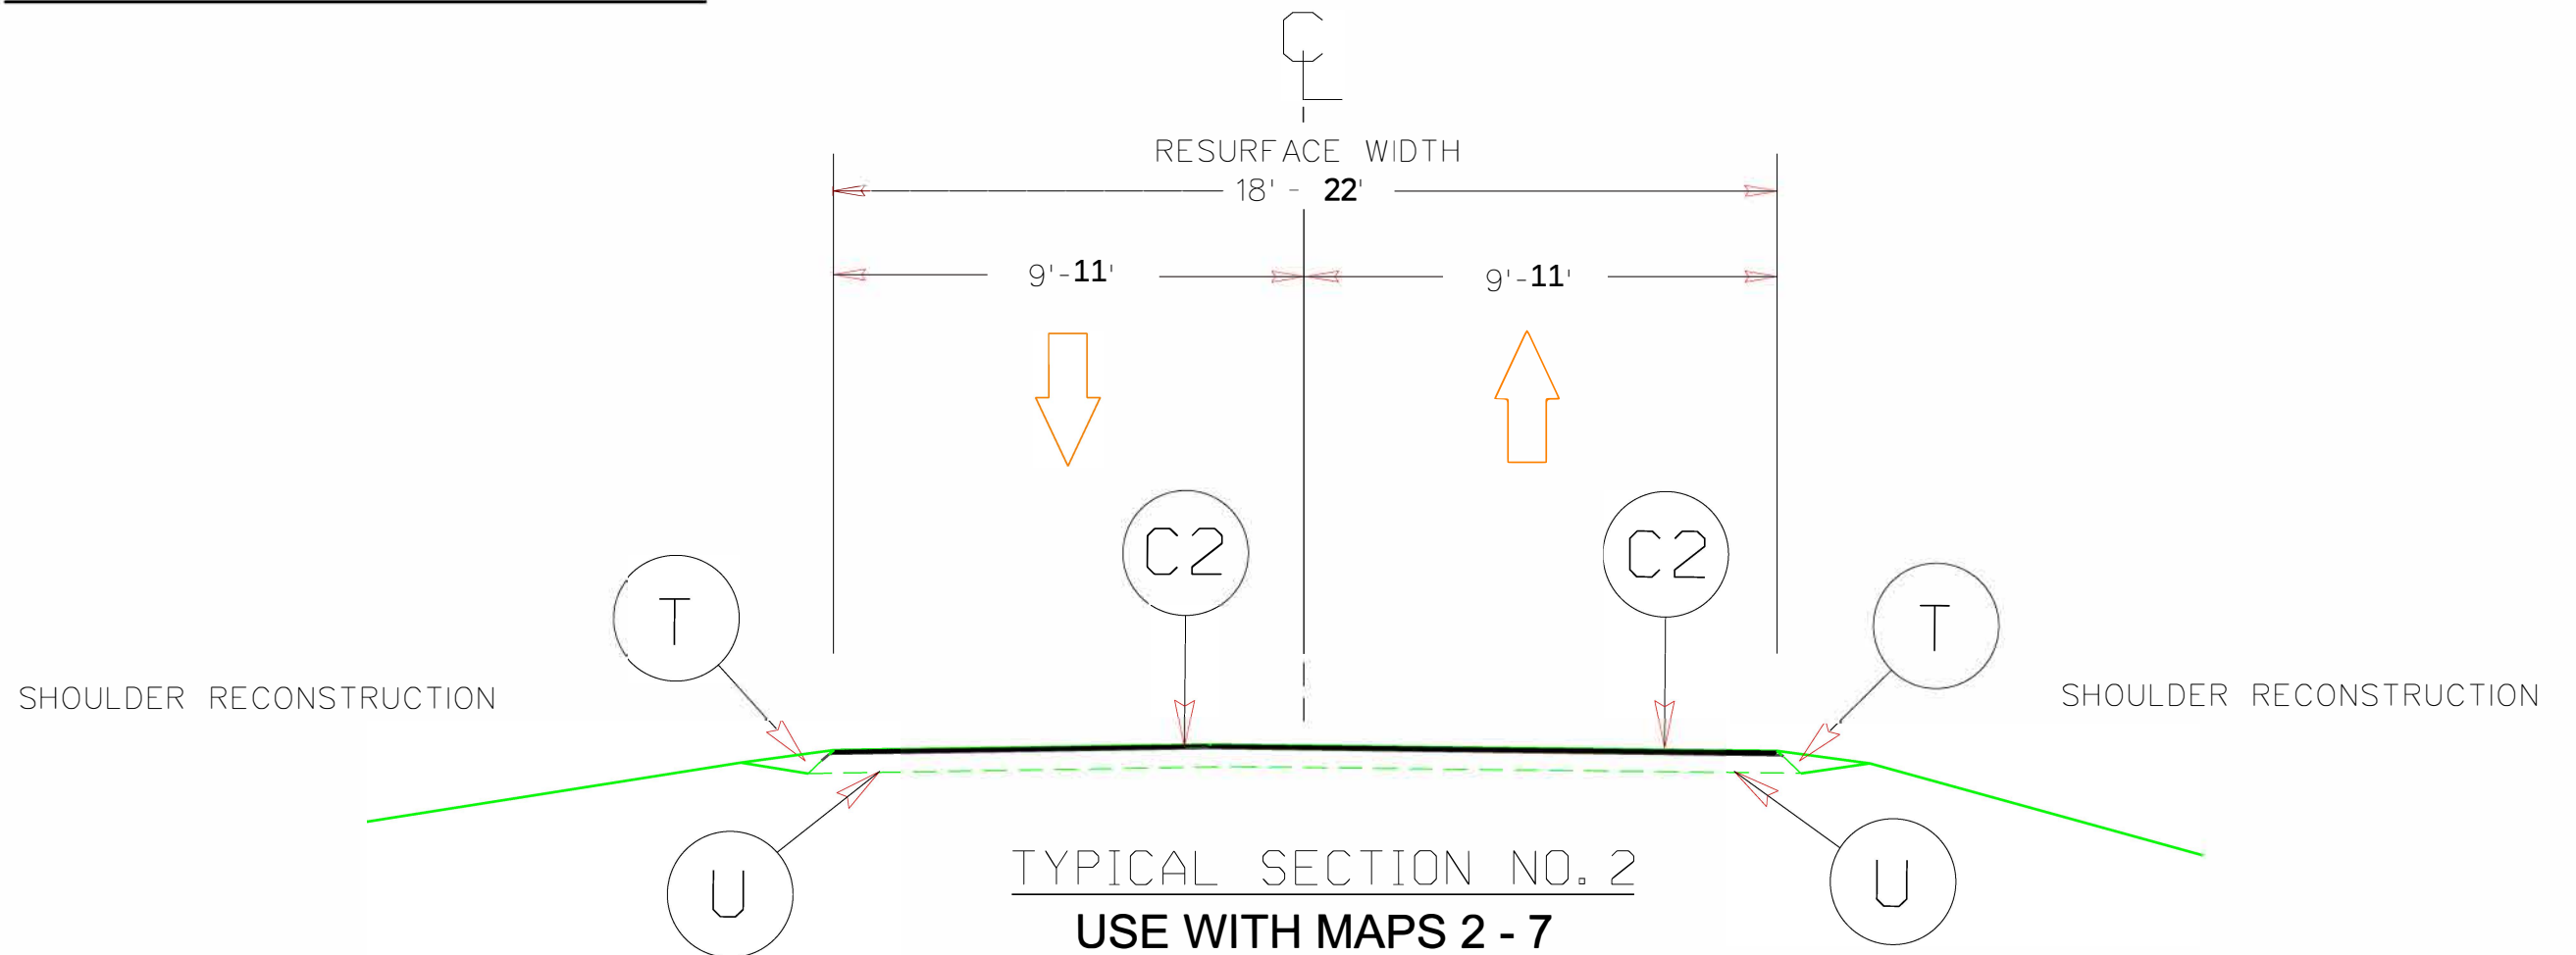 CL
RESURFACE WIDTH
18' - 22'
9'-11' 9'-11'
C2 C2
T T
SHOULDER RECONSTRUCTION SHOULDER RECONSTRUCTION
U U
TYPICAL SECTION NO. 2
USE WITH MAPS 2 - 7